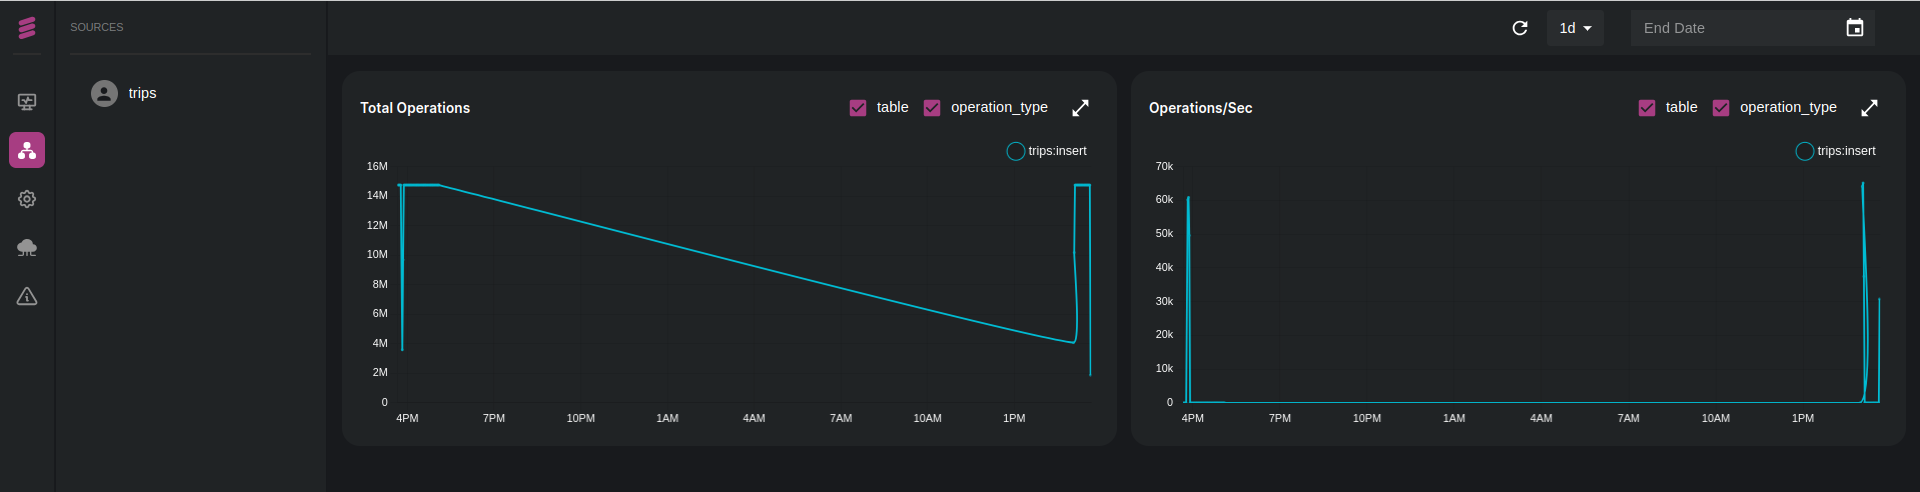 SOURCES
trips
1d
End Date
Total Operations
table
operation_type
trips:insert
16M
14M
12M
10M
8M
6M
4M
2M
0
4PM 7PM 10PM 1AM 4AM 7AM 10AM 1PM
Operations/Sec
table
operation_type
trips:insert
70k
60k
50k
40k
30k
20k
10k
0
4PM 7PM 10PM 1AM 4AM 7AM 10AM 1PM